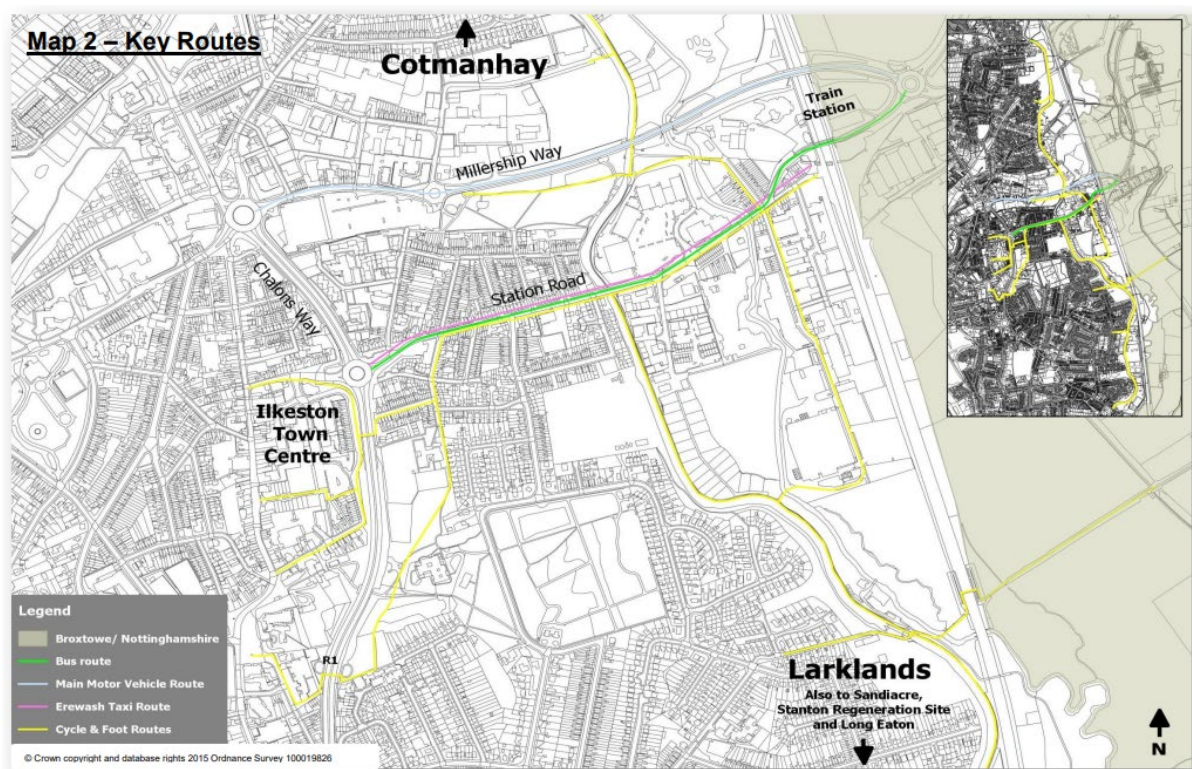 Map 2 – Key Routes
Cotmanhay
Train
Station
Millership Way
Chalons Way
Station Road
Ilkeston
Town
Centre
R1
Larklands
Also to Sandiacre,
Stanton Regeneration Site
and Long Eaton
N
Legend
Broxtowe/ Nottinghamshire
Bus route
Main Motor Vehicle Route
Erewash Taxi Route
Cycle & Foot Routes
© Crown copyright and database rights 2015 Ordnance Survey 100019826